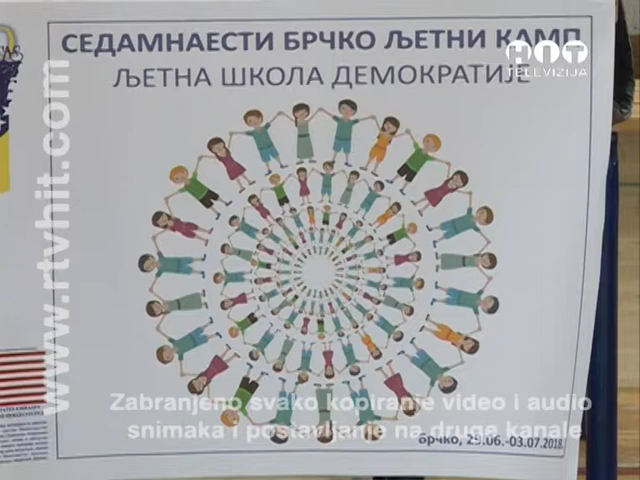 СЕДАМНАЕСТИ БРЧКО ЉЕТНИ КАМП
ЉЕТНА ШКОЛА ДЕМОКРАТИЈЕ
HIT
TELEVIZIJA
www.rtvhit.com
Zabranjeno svako kopiranje video i audio
snimaka i postavljanje na druge kanale
Брчко, 29.06.-03.07.2018.